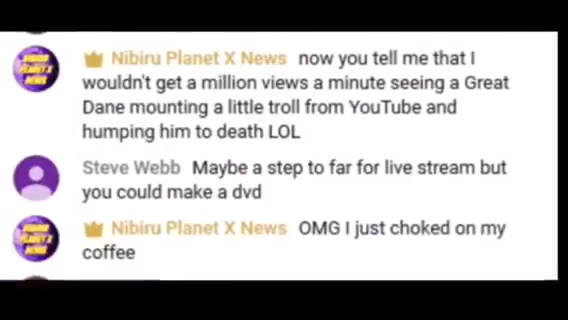 Nibiru Planet X News now you tell me that I
wouldn't get a million views a minute seeing a Great
Dane mounting a little troll from YouTube and
humping him to death LOL
Steve Webb Maybe a step to far for live stream but
you could make a dvd
Nibiru Planet X News OMG I just choked on my
coffee